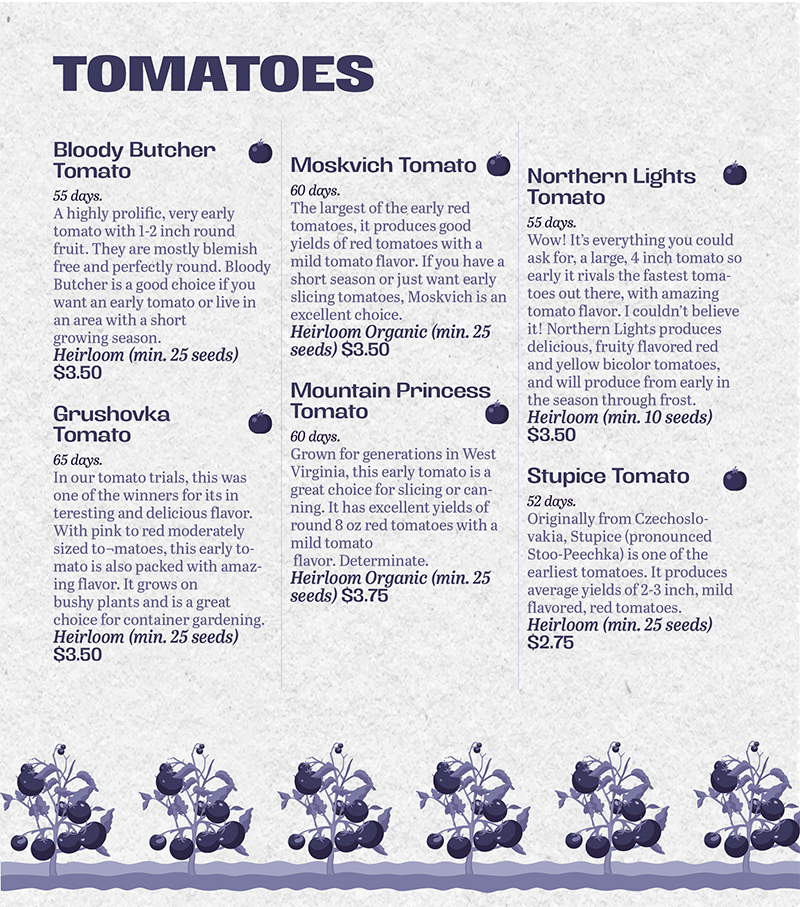 TOMATOES
Bloody Butcher
Tomato
55 days.
A highly prolific, very early
tomato with 1-2 inch round
fruit. They are mostly blemish
free and perfectly round. Bloody
Butcher is a good choice if you
want an early tomato or live in
an area with a short
growing season.
Heirloom (min. 25 seeds)
$3.50
Grushovka
Tomato
65 days.
In our tomato trials, this was
one of the winners for its in
teresting and delicious flavor.
With pink to red moderately
sized to¬matoes, this early to-
mato is also packed with amaz-
ing flavor. It grows on
bushy plants and is a great
choice for container gardening.
Heirloom (min. 25 seeds)
$3.50
Moskvich Tomato
60 days.
The largest of the early red
tomatoes, it produces good
yields of red tomatoes with a
mild tomato flavor. If you have a
short season or just want early
slicing tomatoes, Moskvich is an
excellent choice.
Heirloom Organic (min. 25
seeds) $3.50
Mountain Princess
Tomato
60 days.
Grown for generations in West
Virginia, this early tomato is a
great choice for slicing or can-
ning. It has excellent yields of
round 8 oz red tomatoes with a
mild tomato
flavor. Determinate.
Heirloom Organic (min. 25
seeds) $3.75
Northern Lights
Tomato
55 days.
Wow! It's everything you could
ask for, a large, 4 inch tomato so
early it rivals the fastest toma-
toes out there, with amazing
tomato flavor. I couldn't believe
it! Northern Lights produces
delicious, fruity flavored red
and yellow bicolor tomatoes,
and will produce from early in
the season through frost.
Heirloom (min. 10 seeds)
$3.50
Stupice Tomato
52 days.
Originally from Czechoslo-
vakia, Stupice (pronounced
Stoo-Peechka) is one of the
earliest tomatoes. It produces
average yields of 2-3 inch, mild
flavored, red tomatoes.
Heirloom (min. 25 seeds)
$2.75